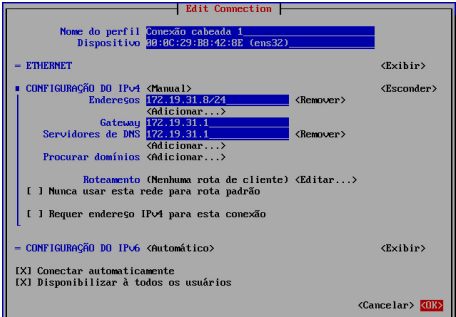 Edit Connection
Nome do perfil Conexão cabeada 1
Dispositivo 00:0C:29:B8:42:8E (ens32)
= ETHERNET <Exibir>
CONFIGURAÇÃO DO IPv4 <Manual> <Esconder>
Endereços 172.19.31.8/24 <Remover>
<Adicionar...>
Gateway 172.19.31.1
Servidores de DNS 172.19.31.1 <Remover>
<Adicionar...>
Procurar domínios <Adicionar...>
Roteamento (Nenhuma rota de cliente) <Editar...>
[ ] Nunca usar esta rede para rota padrão
[ ] Requer endereço IPv4 para esta conexão
= CONFIGURAÇÃO DO IPv6 <Automático> <Exibir>
[X] Conectar automaticamente
[X] Disponibilizar à todos os usuários
<Cancelar> <OK>